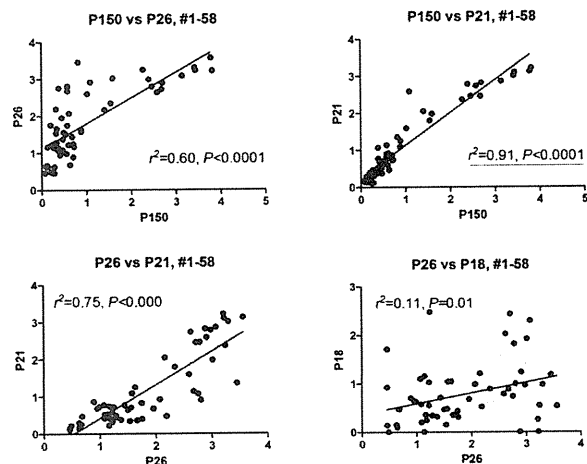 P150 vs P26, #1-58
P26
4
3
2
1
0
r²=0.60, P<0.0001
0 1 2 3 4 5
P150
P150 vs P21, #1-58
P21
4
3
2
1
0
r²=0.91, P<0.0001
0 1 2 3 4 5
P150
P26 vs P21, #1-58
P21
4
3
2
1
0
r²=0.75, P<0.000
0 1 2 3 4
P26
P26 vs P18, #1-58
P18
3
2
1
0
r²=0.11, P=0.01
0 1 2 3 4
P26